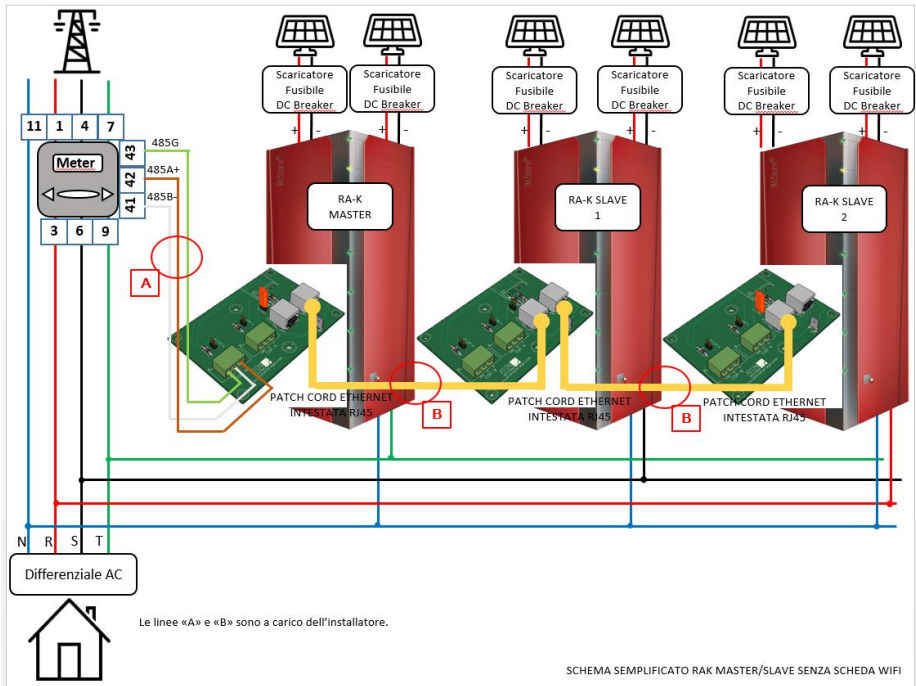 Scaricatore
Fusibile
DC Breaker
Scaricatore
Fusibile
DC Breaker
Scaricatore
Fusibile
DC Breaker
Scaricatore
Fusibile
DC Breaker
Scaricatore
Fusibile
DC Breaker
Scaricatore
Fusibile
DC Breaker
+ -
+ -
+ -
+ -
+ -
+ -
11 1 4 7
Meter
43 485G
42 485A+
41 485B-
3 6 9
RA-K
MASTER
RA-K SLAVE
1
RA-K SLAVE
2
A
PATCH CORD ETHERNET
INTESTATA RJ45
B
PATCH CORD ETHERNET
INTESTATA RJ45
B
PATCH CORD ETHERNET
INTESTATA RJ45
N R S T
Differenziale AC
Le linee «A» e «B» sono a carico dell'installatore.
SCHEMA SEMPLIFICATO RAK MASTER/SLAVE SENZA SCHEDA WIFI